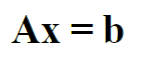 Ax = b